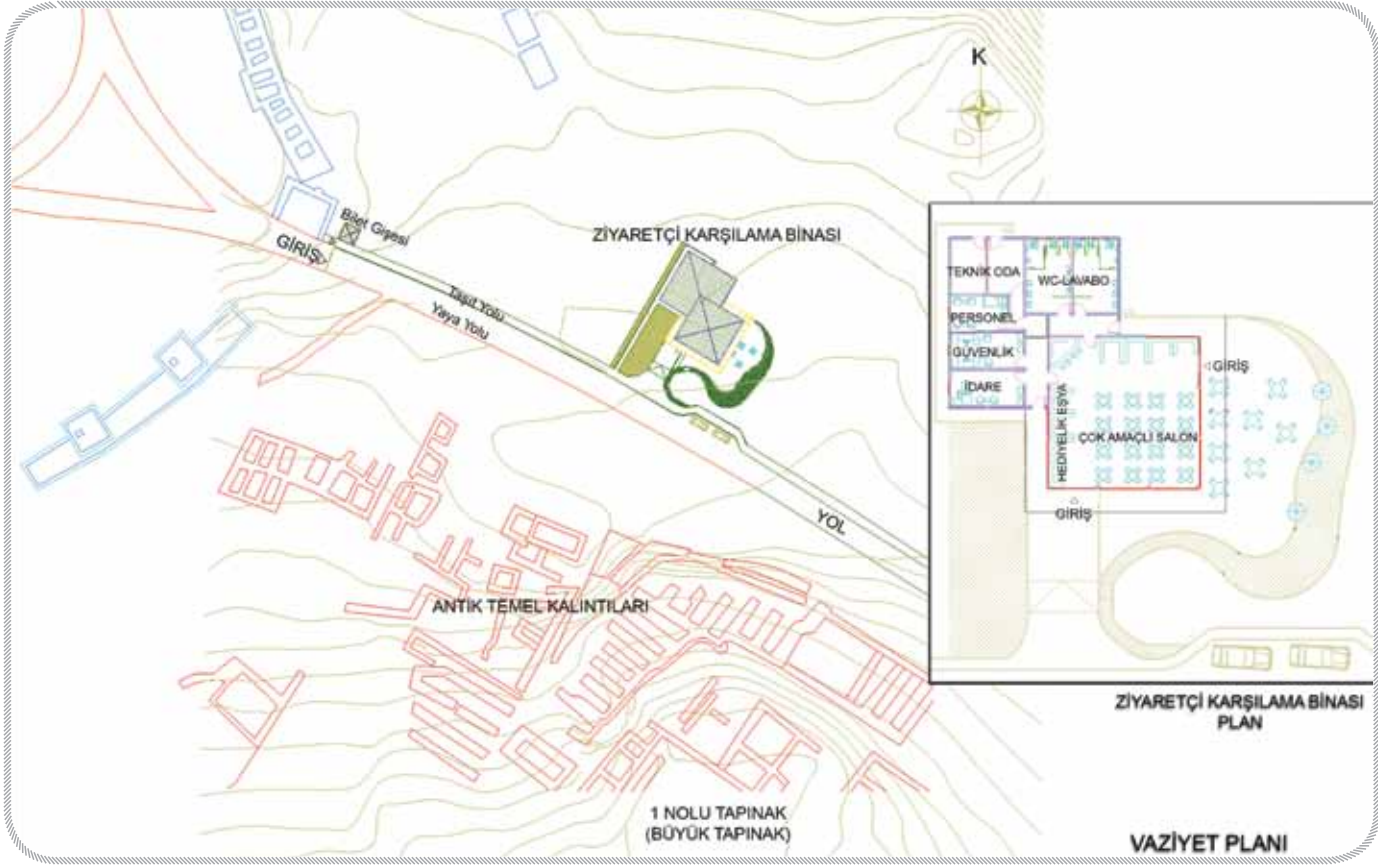 K
Bilet Gişesi
GİRİŞ
ZİYARETÇİ KARŞILAMA BİNASI
Taşıt Yolu
Yaya Yolu
YOL
ANTİK TEMEL KALINTILARI
1 NOLU TAPINAK
(BÜYÜK TAPINAK)
TEKNİK ODA
WC-LAVABO
PERSONEL
GÜVENLİK
İDARE
HEDİYELİK EŞYA
ÇOK AMAÇLI SALON
GİRİŞ
GİRİŞ
ZİYARETÇİ KARŞILAMA BİNASI
PLAN
VAZİYET PLANI